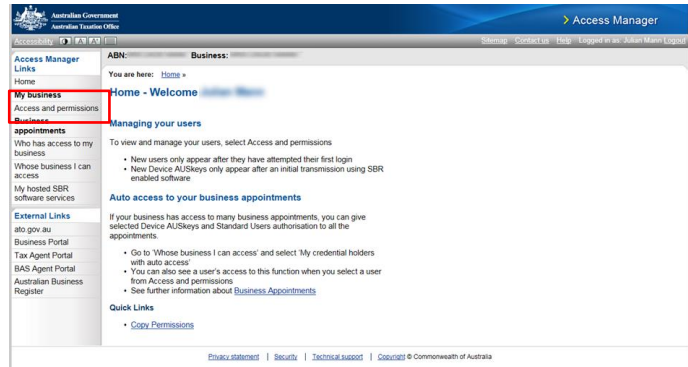 Australian Government
Australian Taxation Office
> Access Manager
Accessibility A A
Sitemap Contact us Help Logged in as: Julian Mann Logout
Access Manager
Links
Home
My business
Access and permissions
Business
appointments
Who has access to my
business
Whose business I can
access
My hosted SBR
software services
External Links
ato.gov.au
Business Portal
Tax Agent Portal
BAS Agent Portal
Australian Business
Register
ABN: Business:
You are here: Home »
Home - Welcome
Managing your users
To view and manage your users, select Access and permissions
• New users only appear after they have attempted their first login
• New Device AUSkeys only appear after an initial transmission using SBR
enabled software
Auto access to your business appointments
If your business has access to many business appointments, you can give
selected Device AUSkeys and Standard Users authorisation to all the
appointments.
• Go to 'Whose business I can access' and select 'My credential holders
with auto access'
• You can also see a user's access to this function when you select a user
from Access and permissions
• See further information about Business Appointments
Quick Links
• Copy Permissions
Privacy statement | Security | Technical support | Copyright © Commonwealth of Australia